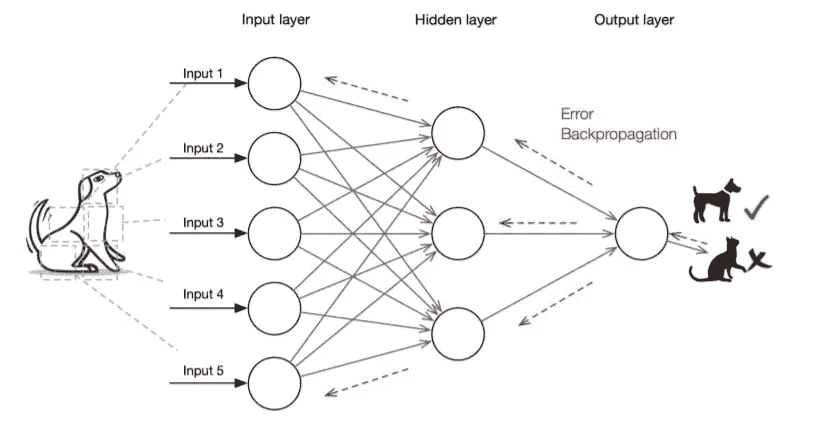 Input layer
Hidden layer
Output layer
Input 1
Error
Backpropagation
Input 2
Input 3
Input 4
Input 5